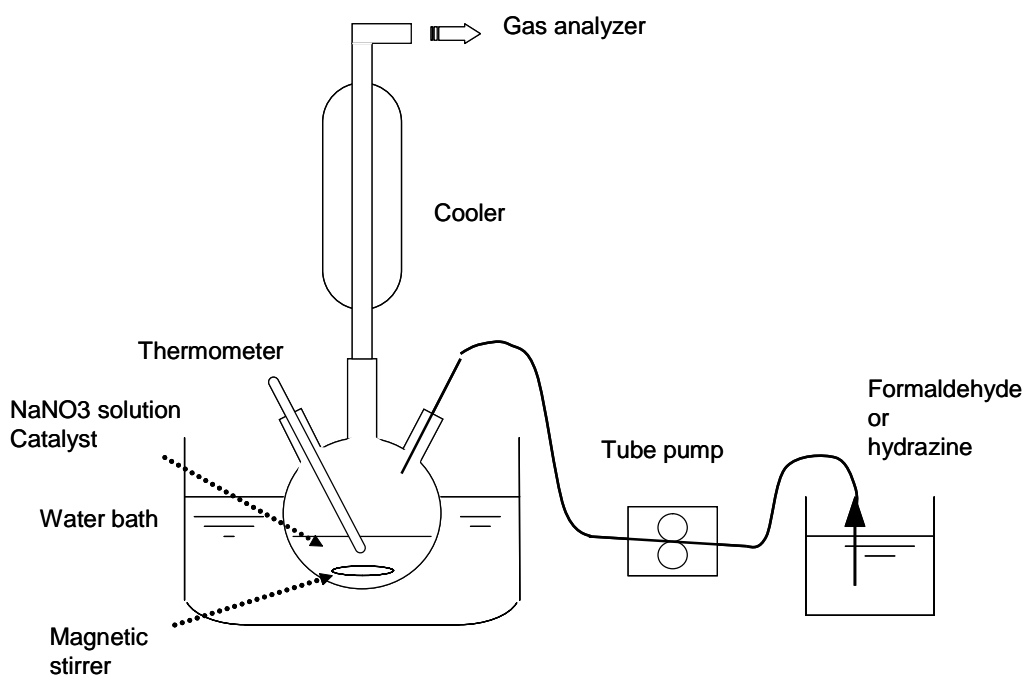 Gas analyzer
Cooler
Thermometer
NaNO3 solution
Catalyst
Formaldehyde
or
hydrazine
Tube pump
Water bath
Magnetic
stirrer